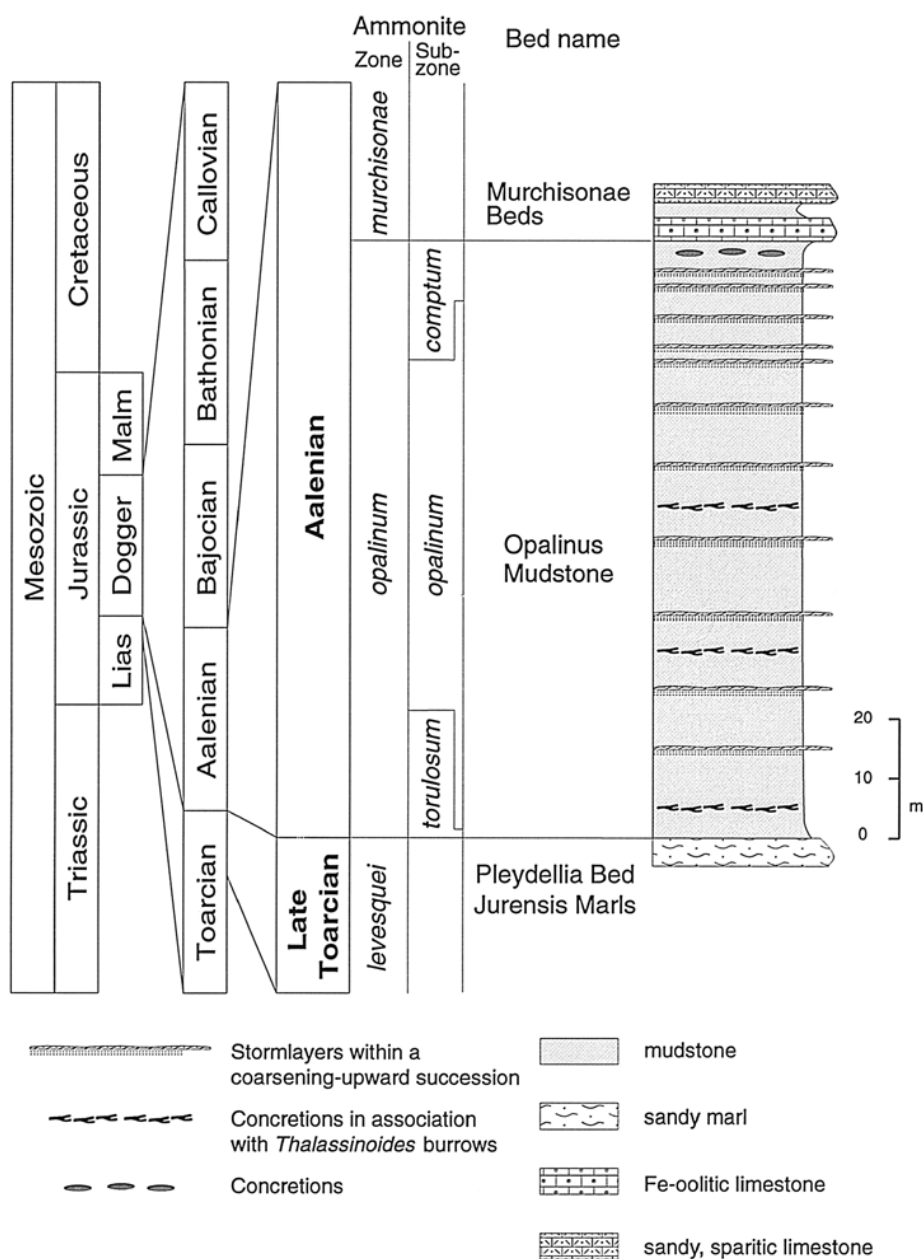 Ammonite
Zone
Sub-
zone
Bed name
Mesozoic
Cretaceous
Jurassic
Triassic
Malm
Dogger
Lias
Callovian
Bathonian
Bajocian
Aalenian
Toarcian
Aalenian
Late
Toarcian
murchisonae
opalinum
levesquei
comptum
opalinum
torulosum
Murchisonae
Beds
Opalinus
Mudstone
Pleydellia Bed
Jurensis Marls
20
10
m
0
Stormlayers within a
coarsening-upward succession
Concretions in association
with Thalassinoides burrows
Concretions
mudstone
sandy marl
Fe-oolitic limestone
sandy, sparitic limestone